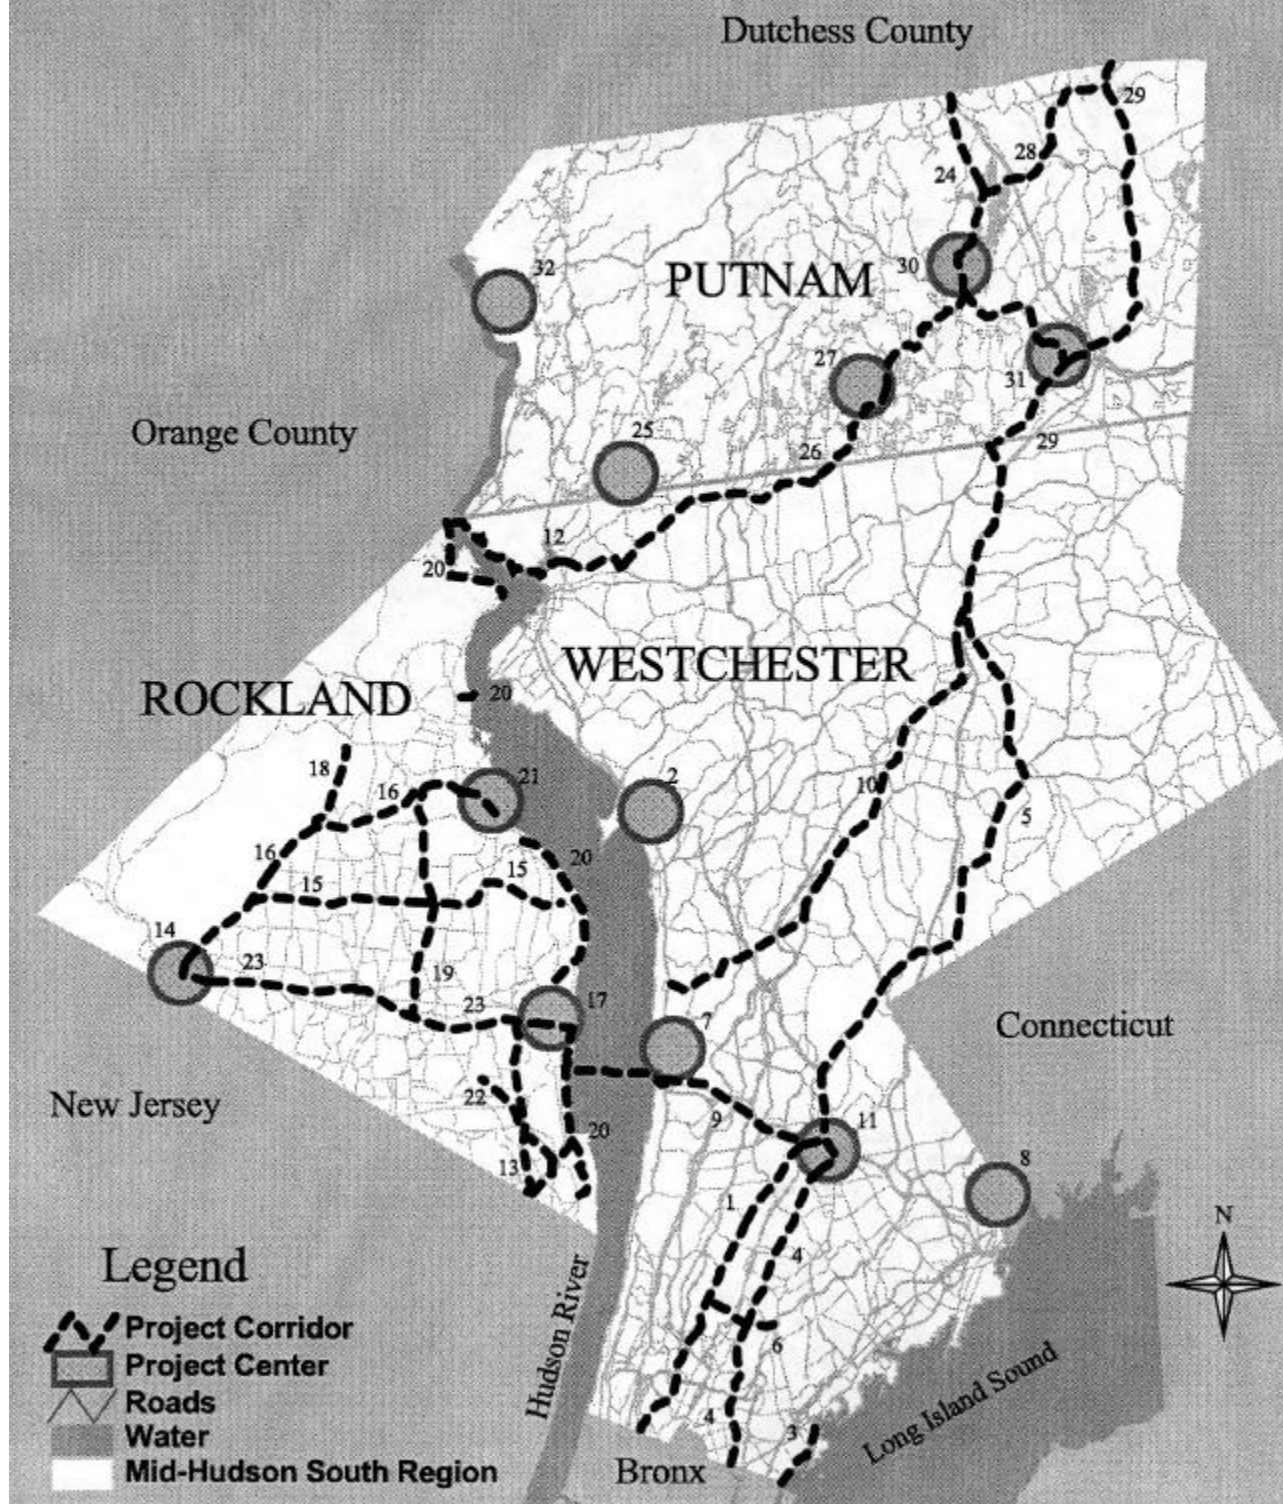 Dutchess County
29
28
24
32
30
PUTNAM
27
31
25
Orange County
29
26
12
20
WESTCHESTER
ROCKLAND
20
18
21
2
16
10
5
20
16
15
15
14
23
19
17
23
7
Connecticut
New Jersey
22
9
11
20
13
8
1
N
4
Legend
Project Corridor
Project Center
Roads
Water
Mid-Hudson South Region
Hudson River
6
Long Island Sound
4
3
Bronx